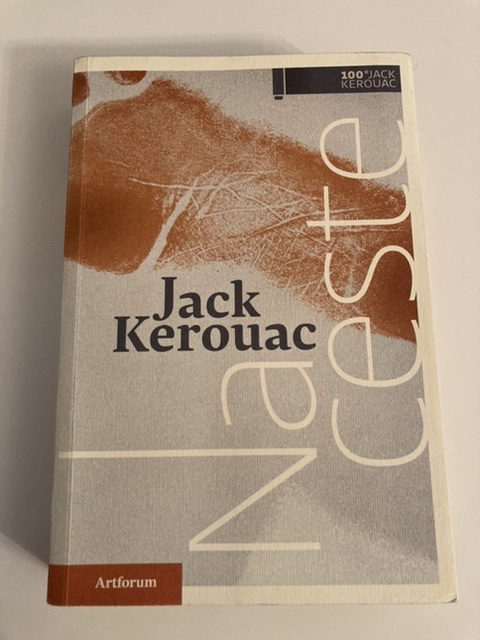 100*JACK
KEROUAC
Jack
Kerouac
Na
ceste
Artforum